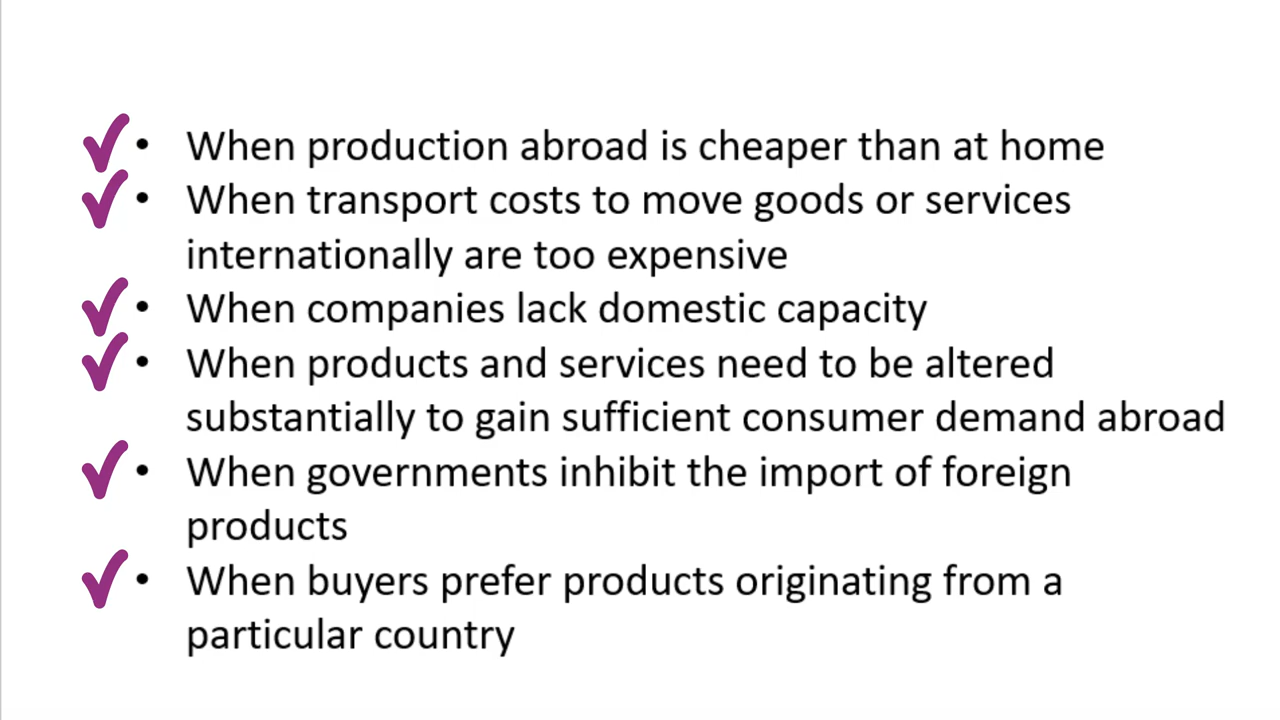 • When production abroad is cheaper than at home
• When transport costs to move goods or services
internationally are too expensive
• When companies lack domestic capacity
• When products and services need to be altered
substantially to gain sufficient consumer demand abroad
• When governments inhibit the import of foreign
products
• When buyers prefer products originating from a
particular country